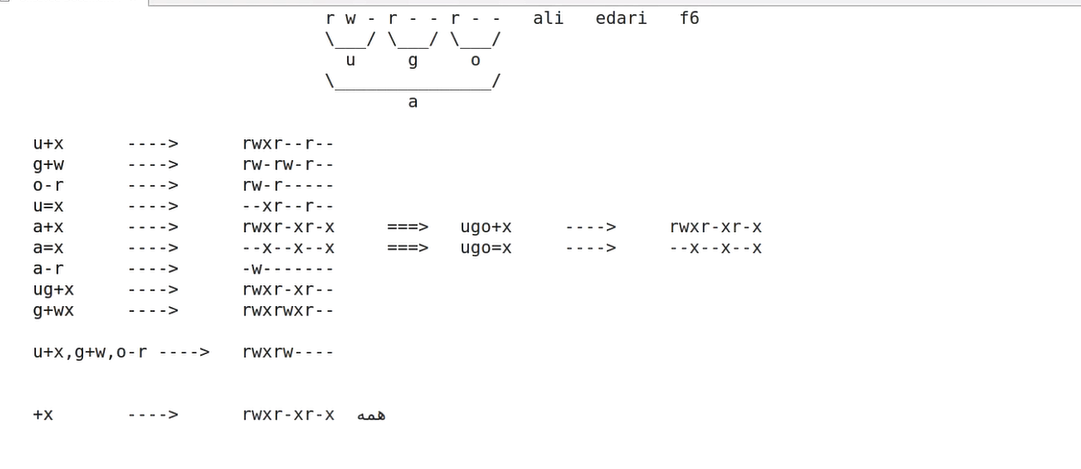 r w - r - - r - -   ali   edari   f6
\___/ \___/ \___/
u     g     o
\_______________/
a
u+x      ---->      rwxr--r--
g+w      ---->      rw-rw-r--
o-r      ---->      rw-r-----
u=x      ---->      --xr--r--
a+x      ---->      rwxr-xr-x     ===>   ugo+x     ---->     rwxr-xr-x
a=x      ---->      --x--x--x     ===>   ugo=x     ---->     --x--x--x
a-r      ---->      -w-------
ug+x     ---->      rwxr-xr--
g+wx     ---->      rwxrwxr--
u+x,g+w,o-r ---->   rwxrw----
+x       ---->      rwxr-xr-x  همه